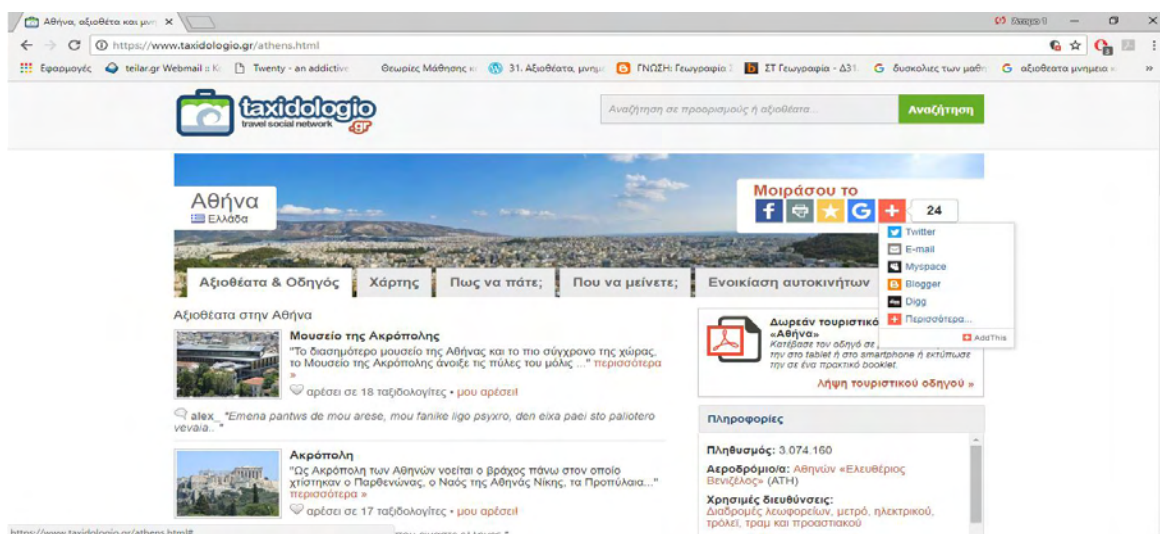 Αθήνα, αξιοθέατα και μνη
https://www.taxidologio.gr/athens.html
Εφαρμογές teilar.gr Webmail :: Κ Twenty - an addictive Θεωρίες Μάθησης κ 31. Αξιοθέατα, μνημε ΓΝΩΣΗ: Γεωγραφία Σ ΣΤ Γεωγραφία - Δ31. δυσκολιες των μαθη αξιοθεατα μνημεια κ »
taxidologio
travel social network .gr
Αναζήτηση σε προορισμούς ή αξιοθέατα...
Αναζήτηση
Αθήνα
Ελλάδα
Μοιράσου το
24
Twitter
E-mail
Myspace
Blogger
Digg
Περισσότερα...
AddThis
Αξιοθέατα & Οδηγός Χάρτης Πως να πάτε; Που να μείνετε; Ενοικίαση αυτοκινήτων
Αξιοθέατα στην Αθήνα
Μουσείο της Ακρόπολης
"Το διασημότερο μουσείο της Αθήνας και το πιο σύγχρονο της χώρας,
το Μουσείο της Ακρόπολης άνοιξε τις πύλες του μόλις ..." περισσότερα
»
αρέσει σε 18 ταξιδολογίτες • μου αρέσει!
alex_ "Emena pantws de mou arese, mou fanike ligo psyxro, den eixa paei sto paliotero
vevaia.. "
Ακρόπολη
"Ως Ακρόπολη των Αθηνών νοείται ο βράχος πάνω στον οποίο
χτίστηκαν ο Παρθενώνας, ο Ναός της Αθηνάς Νίκης, τα Προπύλαια..."
περισσότερα »
αρέσει σε 17 ταξιδολογίτες • μου αρέσει!
Δωρεάν τουριστικό
«Αθήνα»
Κατέβασε τον οδηγό σε
την στο tablet ή στο smartphone ή εκτύπωσε
την σε ένα πρακτικό booklet.
Λήψη τουριστικού οδηγού »
Πληροφορίες
Πληθυσμός: 3.074.160
Αεροδρόμιο/α: Αθηνών «Ελευθέριος
Βενιζέλος» (ATH)
Χρησιμές διευθύνσεις:
Διαδρομές λεωφορείων, μετρό, ηλεκτρικού,
τρόλεϊ, τραμ και προαστιακού
https://www.taxidologio.gr/athens.html#